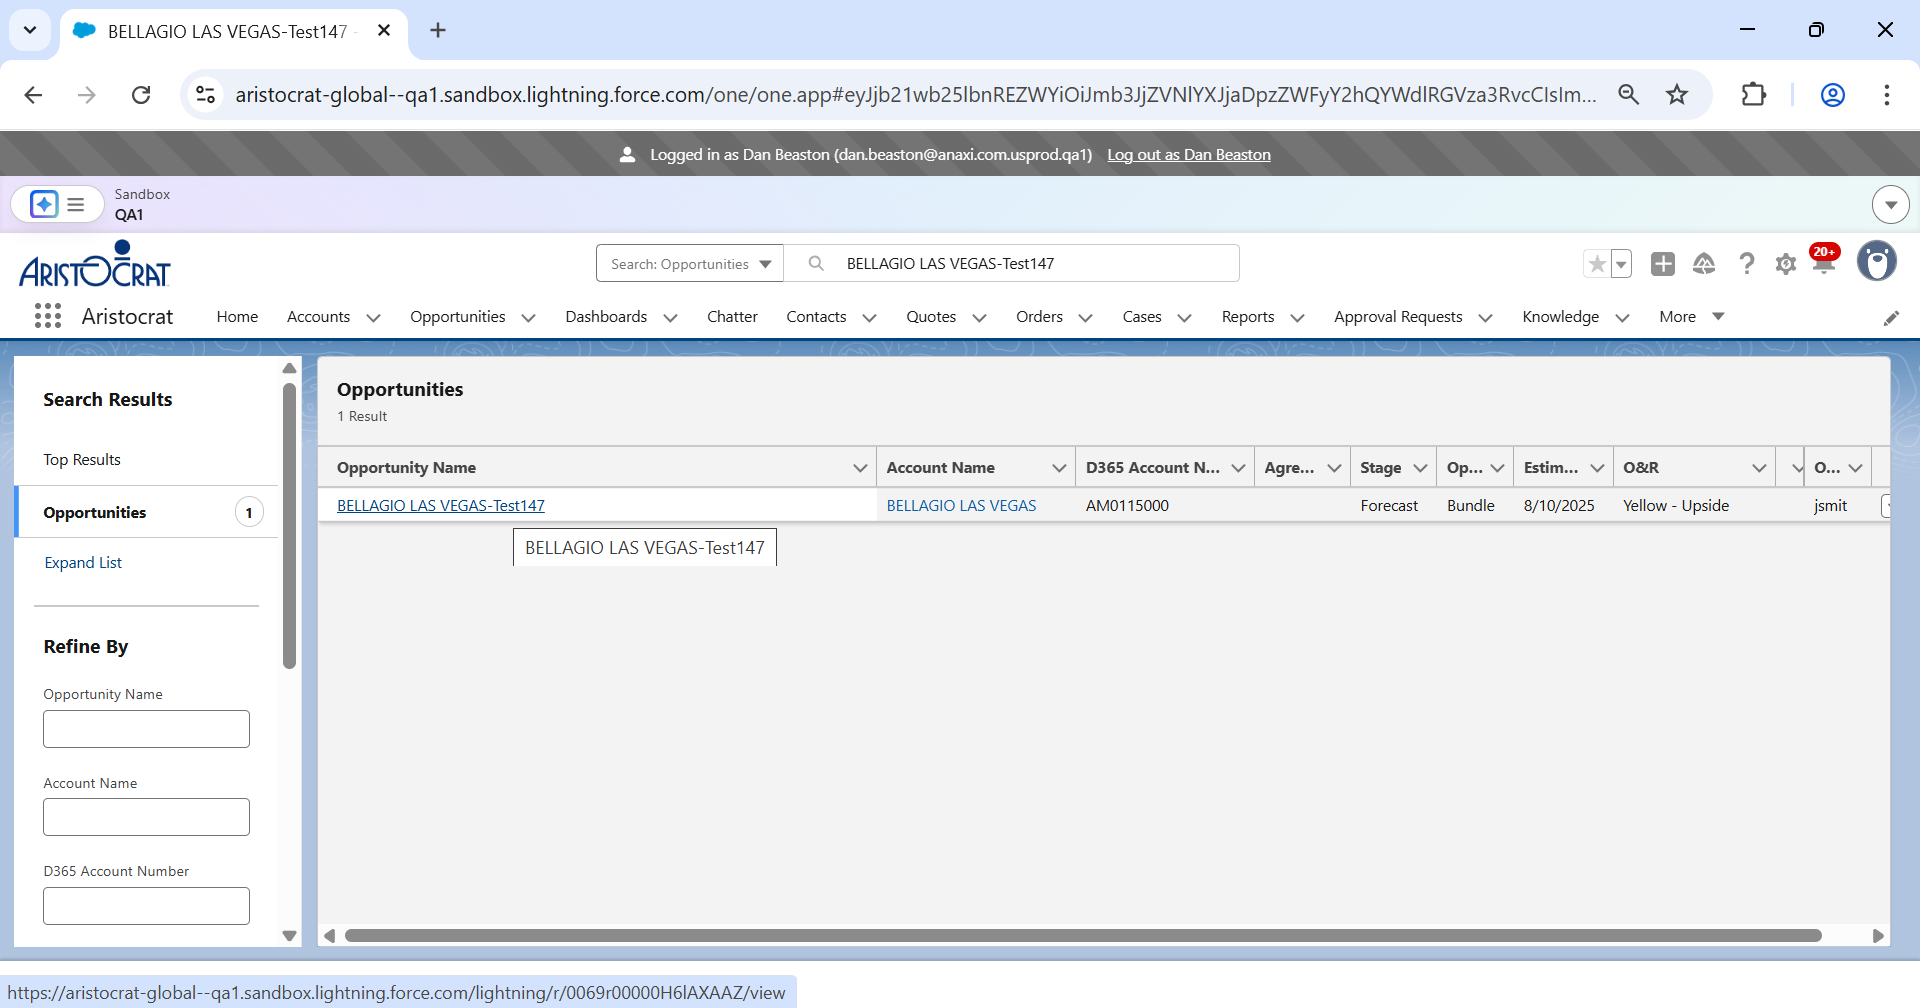 BELLAGIO LAS VEGAS-Test147 -
aristocrat-global--qa1.sandbox.lightning.force.com/one/one.app#eyJjb21wb25lbnREZWYiOiJmb3JjZVNlYXJjaDpzZWFyY2hQYWdlRGVza3RvcCIsIm...
Logged in as Dan Beaston (dan.beaston@anaxi.com.usprod.qa1) Log out as Dan Beaston
Sandbox
QA1
ARISTOCRAT
Search: Opportunities
BELLAGIO LAS VEGAS-Test147
20+
Aristocrat
Home
Accounts
Opportunities
Dashboards
Chatter
Contacts
Quotes
Orders
Cases
Reports
Approval Requests
Knowledge
More
Search Results
Top Results
Opportunities 1
Expand List
Refine By
Opportunity Name
Account Name
D365 Account Number
Opportunities
1 Result
Opportunity Name Account Name D365 Account N... Agre... Stage Op... Estim... O&R O...
BELLAGIO LAS VEGAS-Test147 BELLAGIO LAS VEGAS AM0115000 Forecast Bundle 8/10/2025 Yellow - Upside jsmit
BELLAGIO LAS VEGAS-Test147
https://aristocrat-global--qa1.sandbox.lightning.force.com/lightning/r/0069r00000H6lAXAAZ/view